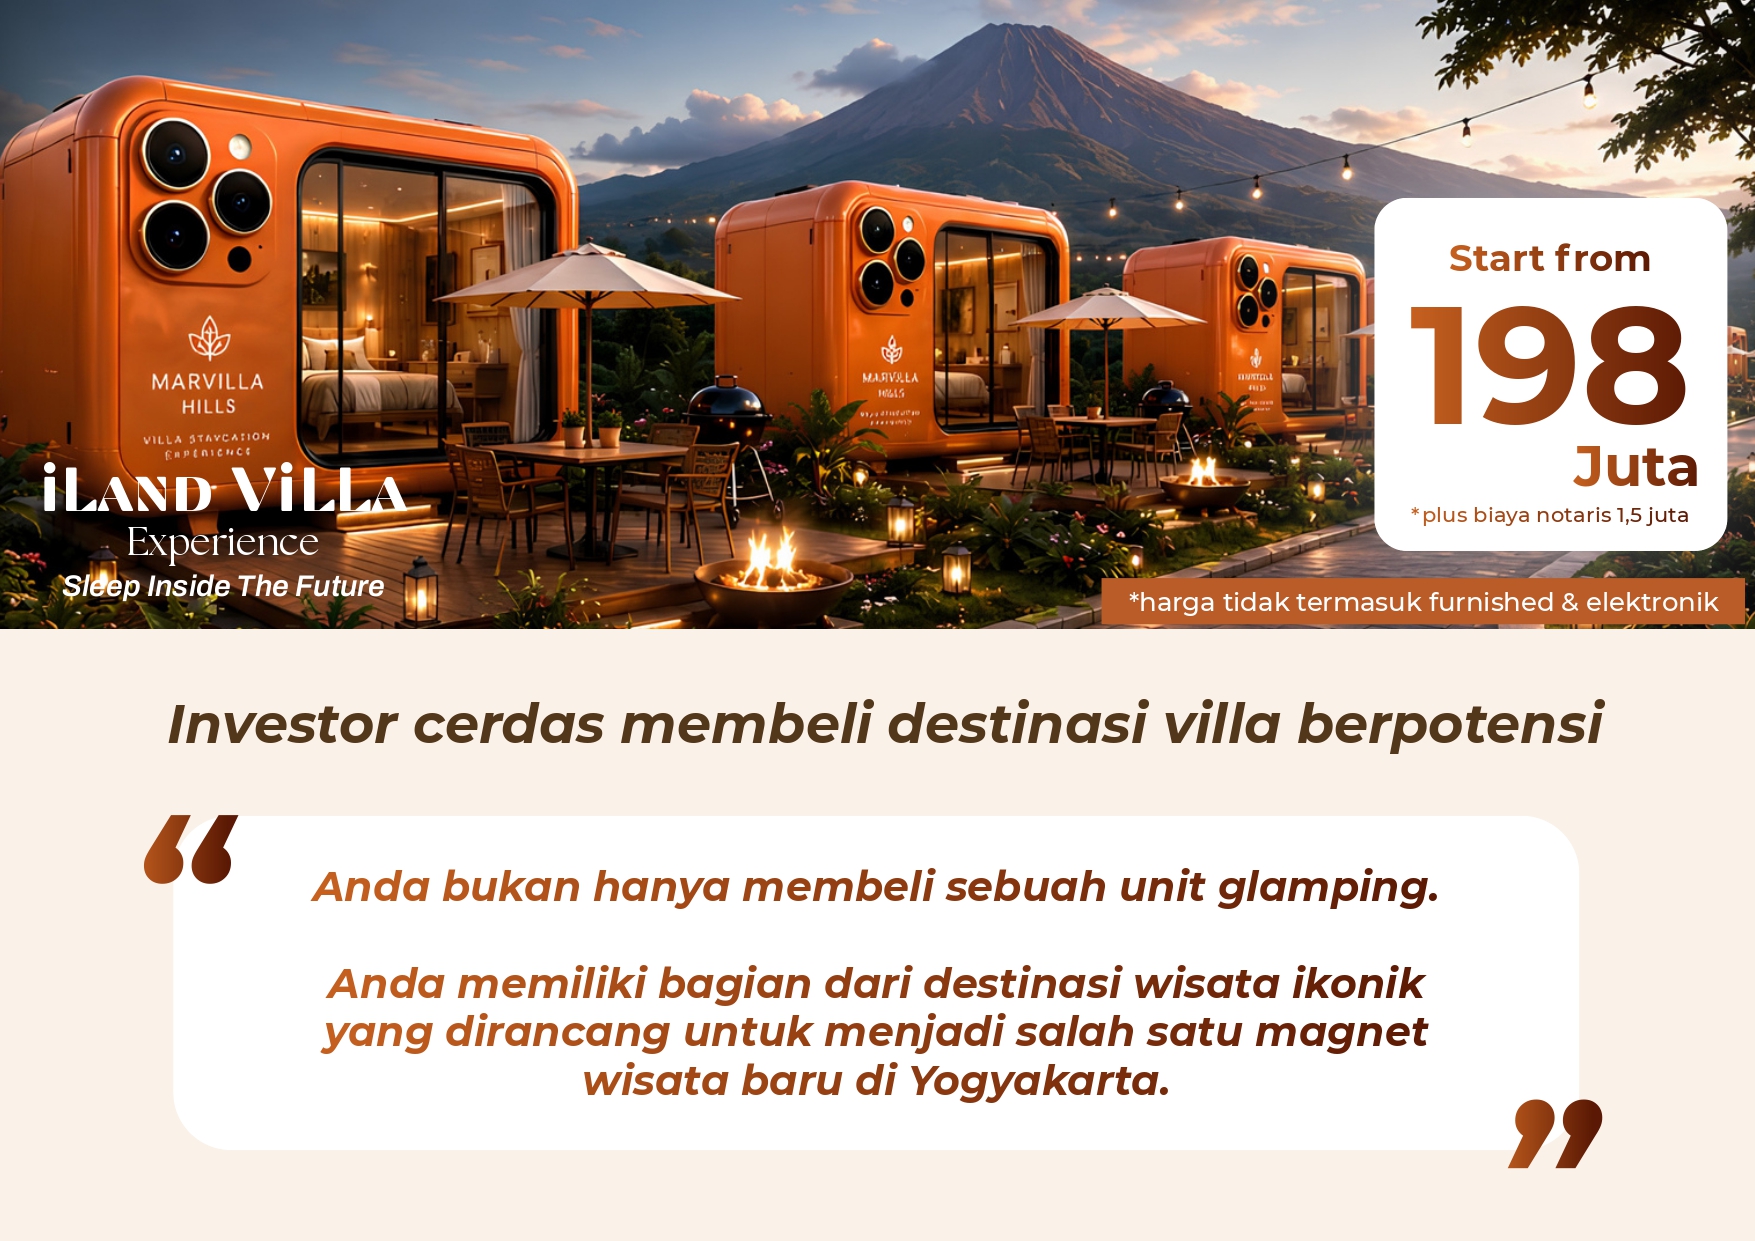 MARVILLA
HILLS
VILLA STAYCATION
EXPERIENCE
MARVILLA
HILLS
iLAND ViLLA
Experience
Sleep Inside The Future
Start from
198
Juta
*plus biaya notaris 1,5 juta
*harga tidak termasuk furnished & elektronik
Investor cerdas membeli destinasi villa berpotensi
“
Anda bukan hanya membeli sebuah unit glamping.
Anda memiliki bagian dari destinasi wisata ikonik
yang dirancang untuk menjadi salah satu magnet
wisata baru di Yogyakarta.
”